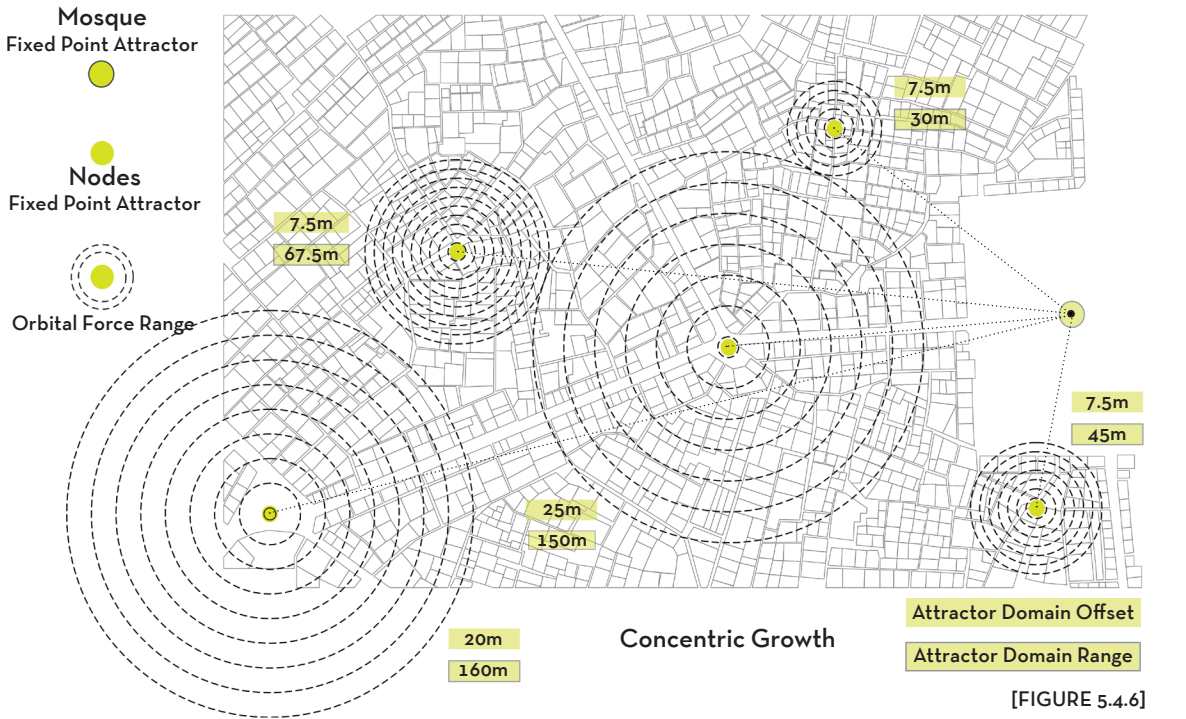 Mosque
Fixed Point Attractor
Nodes
Fixed Point Attractor
Orbital Force Range
7.5m
30m
7.5m
67.5m
7.5m
45m
25m
150m
20m
160m
Concentric Growth
Attractor Domain Offset
Attractor Domain Range
[FIGURE 5.4.6]